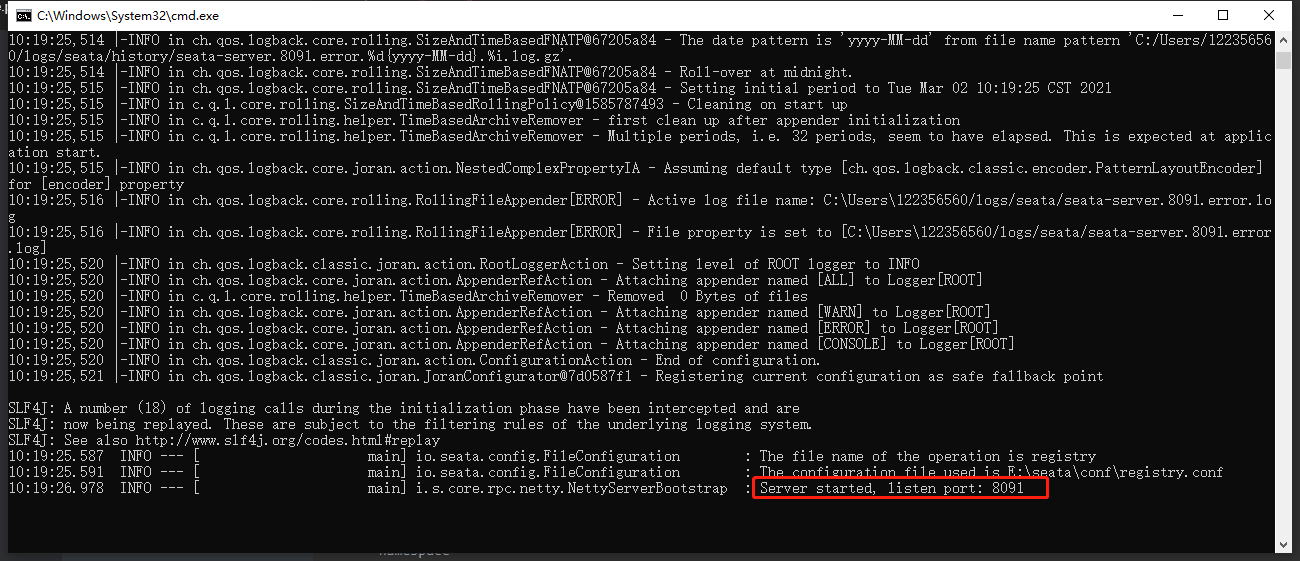 C:\Windows\System32\cmd.exe
10:19:25,514 |-INFO in ch.qos.logback.core.rolling.SizeAndTimeBasedFNATP@67205a84 - The date pattern is 'yyyy-MM-dd' from file name pattern 'C:/Users/12235656
0/logs/seata/history/seata-server.8091.error.%d{yyyy-MM-dd}.%i.log.gz'.
10:19:25,514 |-INFO in ch.qos.logback.core.rolling.SizeAndTimeBasedFNATP@67205a84 - Roll-over at midnight.
10:19:25,515 |-INFO in ch.qos.logback.core.rolling.SizeAndTimeBasedFNATP@67205a84 - Setting initial period to Tue Mar 02 10:19:25 CST 2021
10:19:25,515 |-INFO in c.q.l.core.rolling.SizeAndTimeBasedRollingPolicy@1585787493 - Cleaning on start up
10:19:25,515 |-INFO in c.q.l.core.rolling.helper.TimeBasedArchiveRemover - first clean up after appender initialization
10:19:25,515 |-INFO in c.q.l.core.rolling.helper.TimeBasedArchiveRemover - Multiple periods, i.e. 32 periods, seem to have elapsed. This is expected at applic
ation start.
10:19:25,515 |-INFO in ch.qos.logback.core.joran.action.NestedComplexPropertyIA - Assuming default type [ch.qos.logback.classic.encoder.PatternLayoutEncoder]
for [encoder] property
10:19:25,516 |-INFO in ch.qos.logback.core.rolling.RollingFileAppender[ERROR] - Active log file name: C:\Users\122356560/logs/seata/seata-server.8091.error.lo
g
10:19:25,516 |-INFO in ch.qos.logback.core.rolling.RollingFileAppender[ERROR] - File property is set to [C:\Users\122356560/logs/seata/seata-server.8091.error
.log]
10:19:25,520 |-INFO in ch.qos.logback.classic.joran.action.RootLoggerAction - Setting level of ROOT logger to INFO
10:19:25,520 |-INFO in ch.qos.logback.core.joran.action.AppenderRefAction - Attaching appender named [ALL] to Logger[ROOT]
10:19:25,520 |-INFO in c.q.l.core.rolling.helper.TimeBasedArchiveRemover - Removed  0 Bytes of files
10:19:25,520 |-INFO in ch.qos.logback.core.joran.action.AppenderRefAction - Attaching appender named [WARN] to Logger[ROOT]
10:19:25,520 |-INFO in ch.qos.logback.core.joran.action.AppenderRefAction - Attaching appender named [ERROR] to Logger[ROOT]
10:19:25,520 |-INFO in ch.qos.logback.core.joran.action.AppenderRefAction - Attaching appender named [CONSOLE] to Logger[ROOT]
10:19:25,520 |-INFO in ch.qos.logback.classic.joran.action.ConfigurationAction - End of configuration.
10:19:25,521 |-INFO in ch.qos.logback.classic.joran.JoranConfigurator@7d0587f1 - Registering current configuration as safe fallback point
SLF4J: A number (18) of logging calls during the initialization phase have been intercepted and are
SLF4J: now being replayed. These are subject to the filtering rules of the underlying logging system.
SLF4J: See also http://www.slf4j.org/codes.html#replay
10:19:25.587  INFO --- [                     main] io.seata.config.FileConfiguration        : The file name of the operation is registry
10:19:25.591  INFO --- [                     main] io.seata.config.FileConfiguration        : The configuration file used is E:\seata\conf\registry.conf
10:19:26.978  INFO --- [                     main] i.s.core.rpc.netty.NettyServerBootstrap  : Server started, listen port: 8091